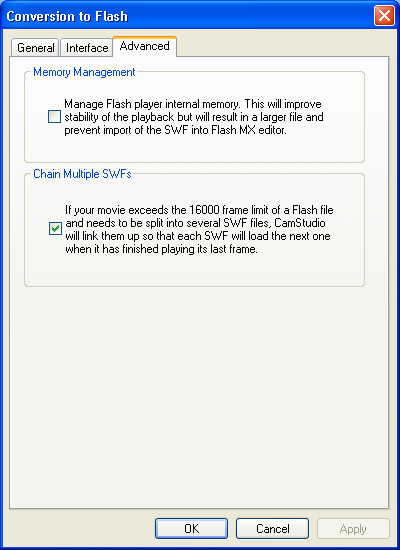 Conversion to Flash
General Interface Advanced
Memory Management
Manage Flash player internal memory. This will improve
stability of the playback but will result in a larger file and
prevent import of the SWF into Flash MX editor.
Chain Multiple SWFs
If your movie exceeds the 16000 frame limit of a Flash file
and needs to be split into several SWF files, CamStudio
will link them up so that each SWF will load the next one
when it has finished playing its last frame.
OK Cancel Apply